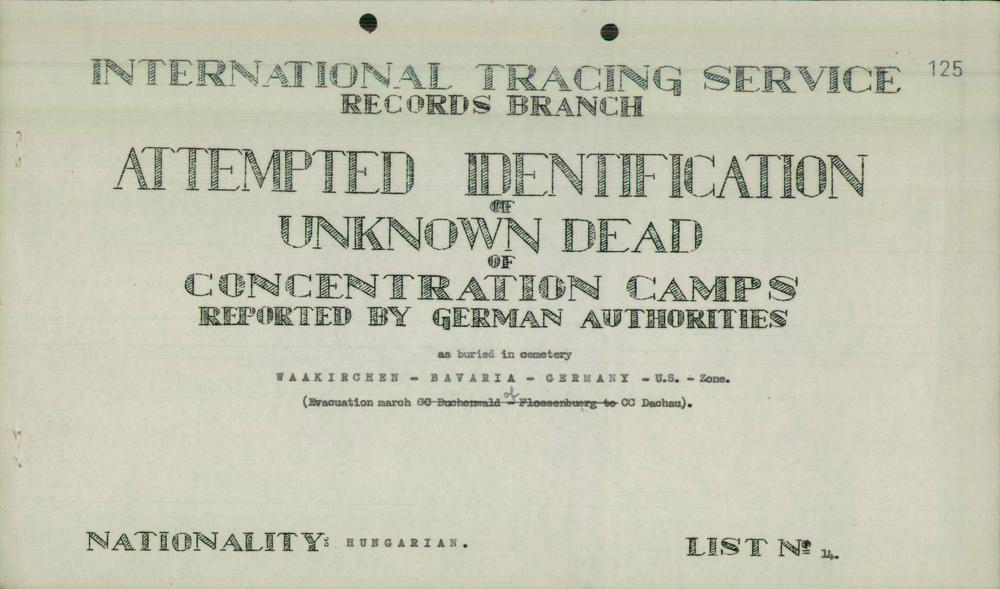 INTERNATIONAL TRACING SERVICE 125
RECORDS BRANCH
ATTEMPTED IDENTIFICATION
OF
UNKNOWN DEAD
OF
CONCENTRATION CAMPS
REPORTED BY GERMAN AUTHORITIES
as buried in cemetery
WAAKIRCHEN - BAVARIA - GERMANY - U.S. - Zone.
of
(Evacuation march CC Buchenwald - Flossenbuerg to CC Dachau).
NATIONALITY: HUNGARIAN. LIST Nº 14.